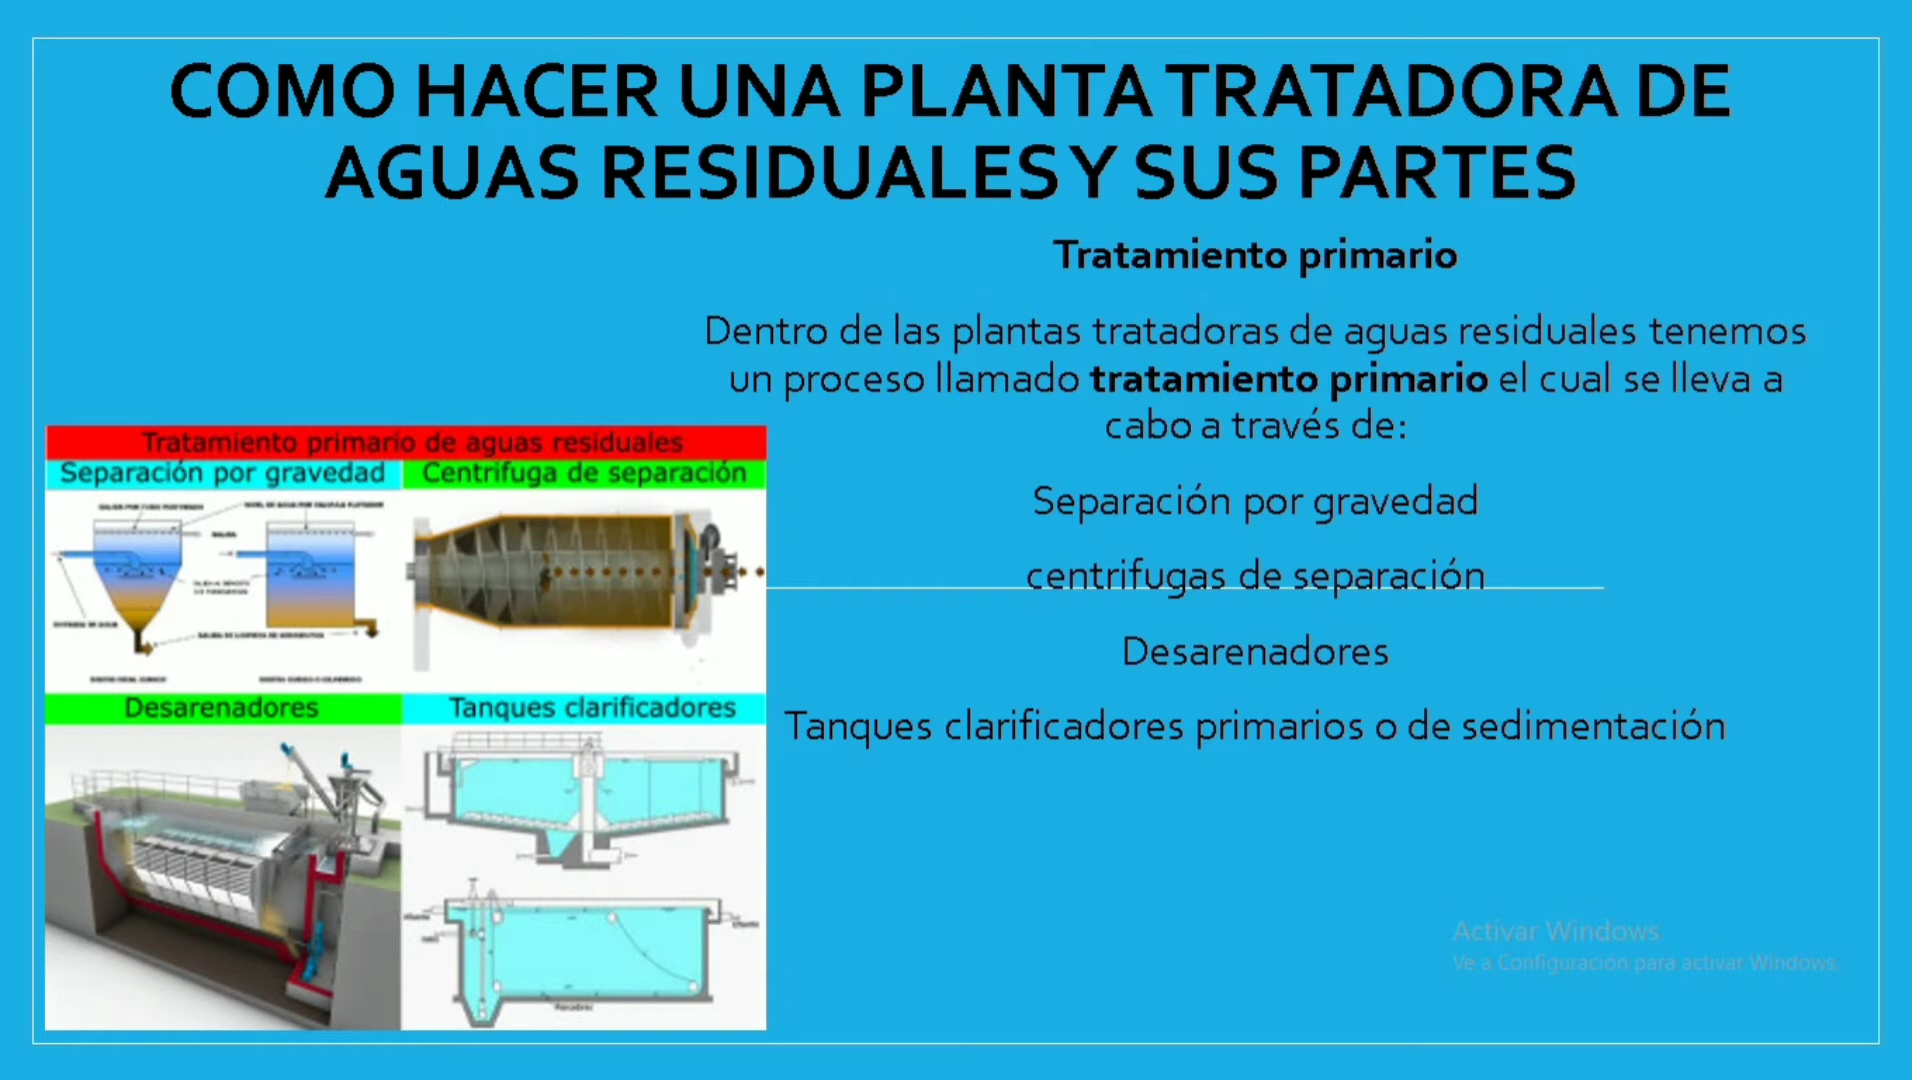 COMO HACER UNA PLANTA TRATADORA DE
AGUAS RESIDUALES Y SUS PARTES
Tratamiento primario
Dentro de las plantas tratadoras de aguas residuales tenemos
un proceso llamado tratamiento primario el cual se lleva a
cabo a través de:
Separación por gravedad
centrifugas de separación
Desarenadores
Tanques clarificadores primarios o de sedimentación
Tratamiento primario de aguas residuales
Separación por gravedad
Centrifuga de separación
Desarenadores
Tanques clarificadores
Activar Windows
Ve a Configuración para activar Windows.